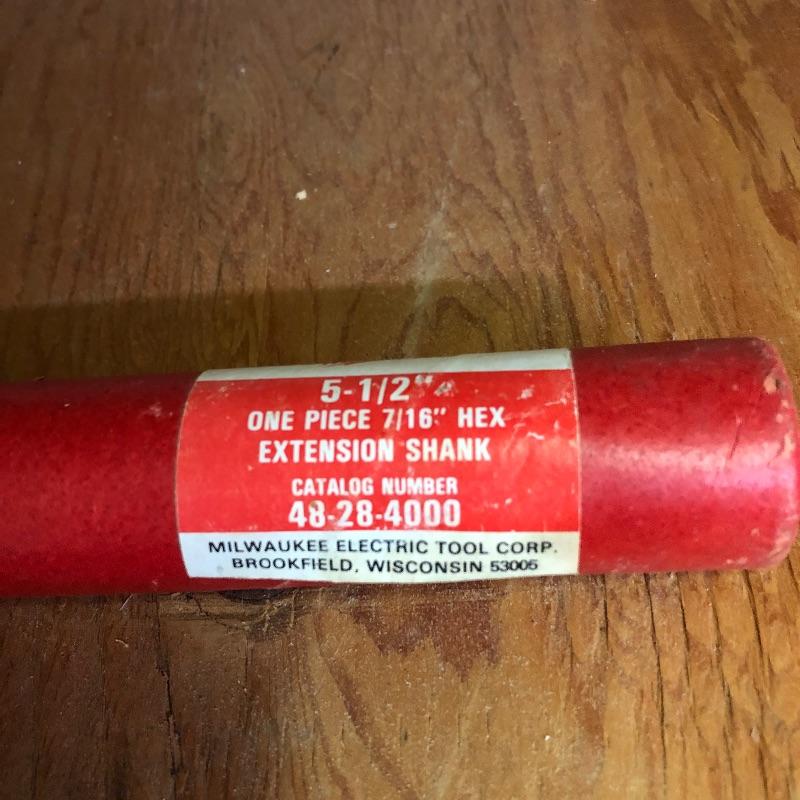 5-1/2"
ONE PIECE 7/16" HEX
EXTENSION SHANK
CATALOG NUMBER
48-28-4000
MILWAUKEE ELECTRIC TOOL CORP.
BROOKFIELD, WISCONSIN 53005